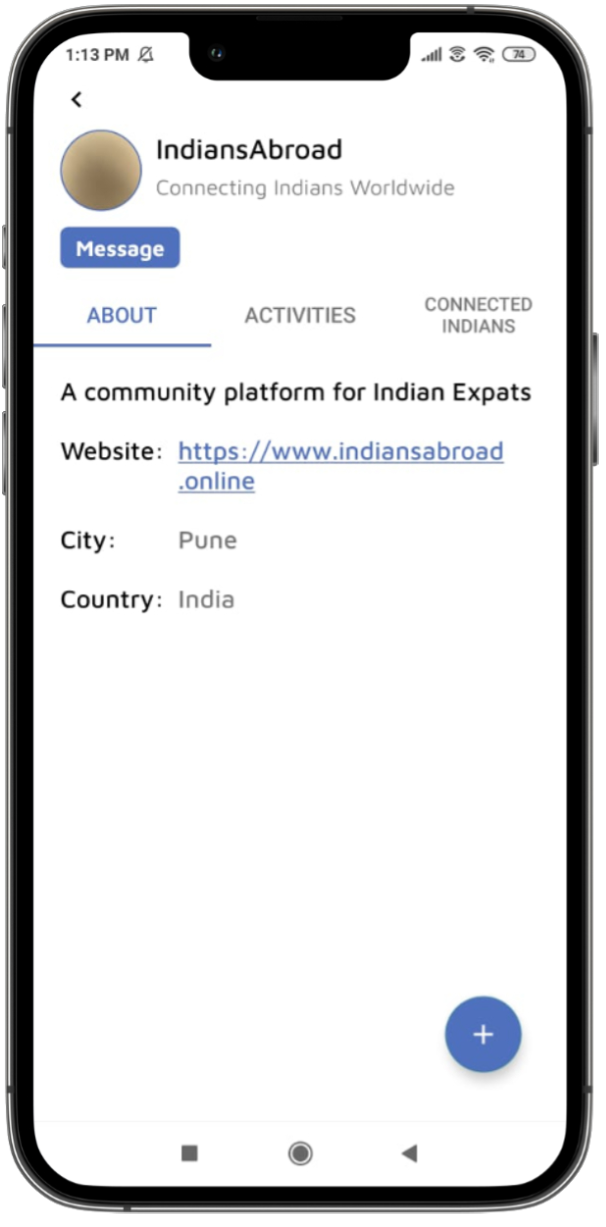 1:13 PM
74
IndiansAbroad
Connecting Indians Worldwide
Message
ABOUT
ACTIVITIES
CONNECTED
INDIANS
A community platform for Indian Expats
Website: https://www.indiansabroad
.online
City: Pune
Country: India
+